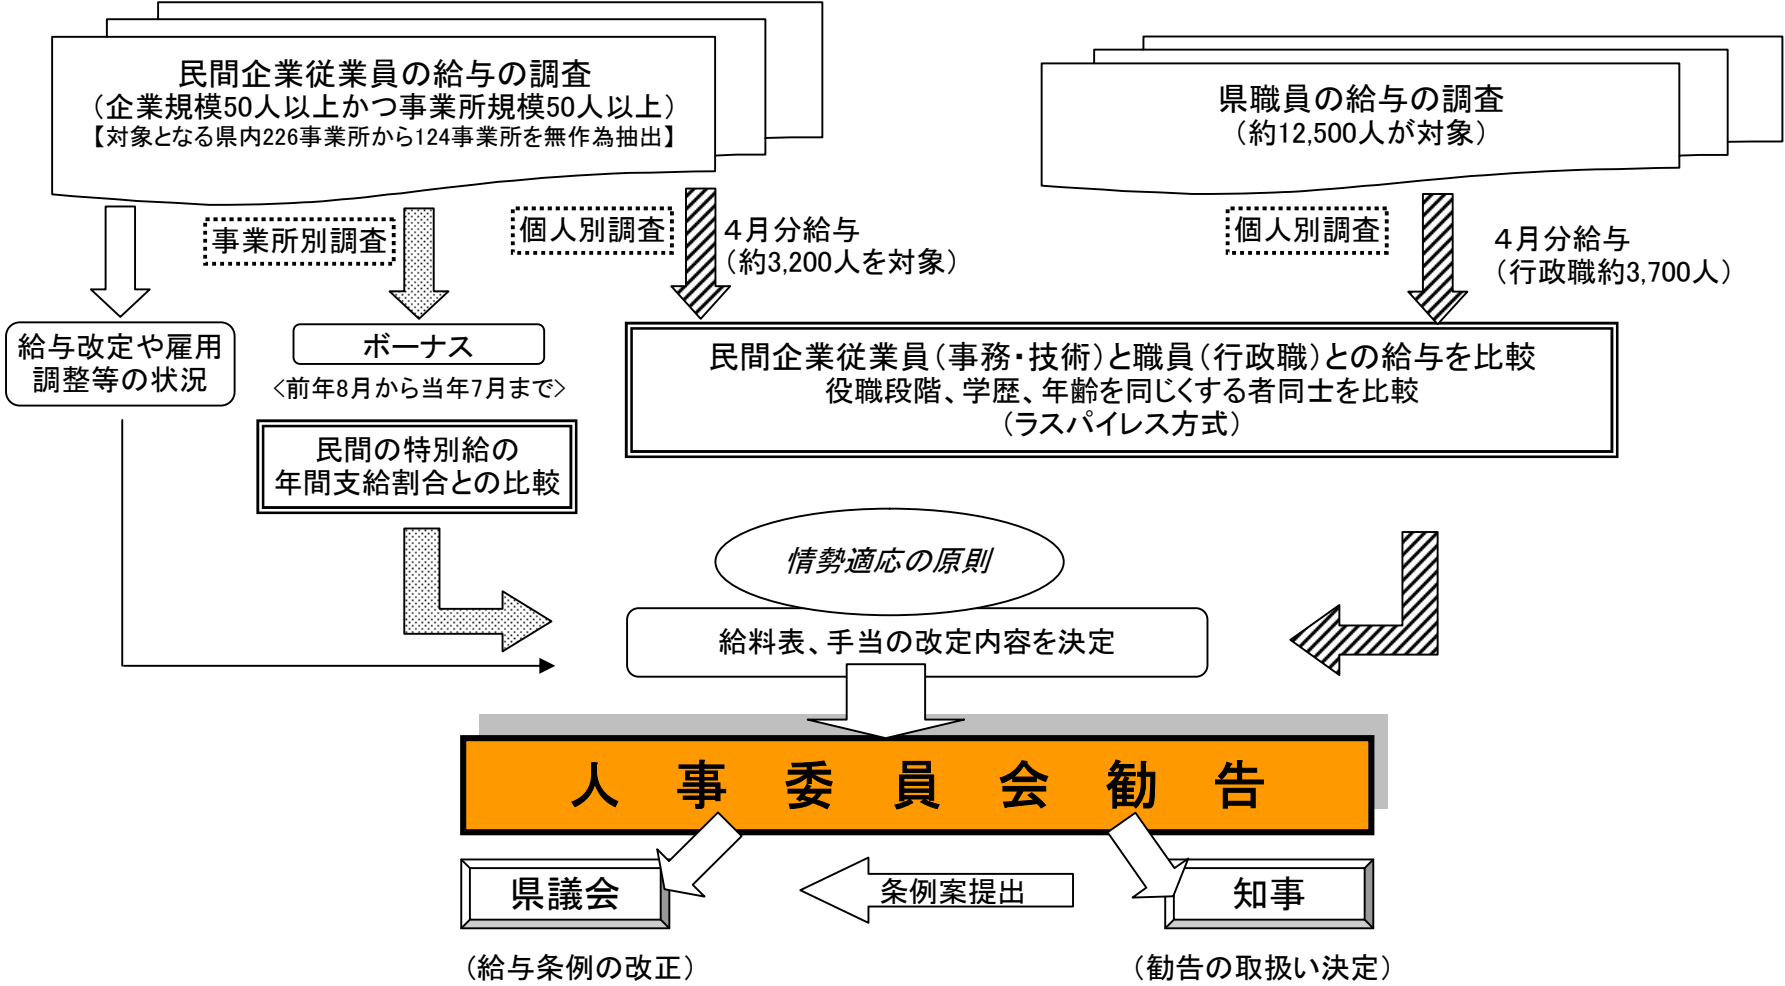 民間企業従業員の給与の調査
（企業規模50人以上かつ事業所規模50人以上）
【対象となる県内226事業所から124事業所を無作為抽出】
県職員の給与の調査
（約12,500人が対象）
事業所別調査
個人別調査
４月分給与
（約3,200人を対象）
個人別調査
４月分給与
（行政職約3,700人）
給与改定や雇用
調整等の状況
ボーナス
＜前年8月から当年7月まで＞
民間の特別給の
年間支給割合との比較
民間企業従業員（事務・技術）と職員（行政職）との給与を比較
役職段階、学歴、年齢を同じくする者同士を比較
（ラスパイレス方式）
情勢適応の原則
給料表、手当の改定内容を決定
人事委員会勧告
県議会
条例案提出
知事
（給与条例の改正）
（勧告の取扱い決定）